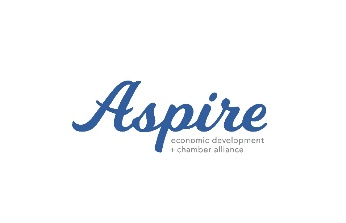 Aspire
economic development
+ chamber alliance